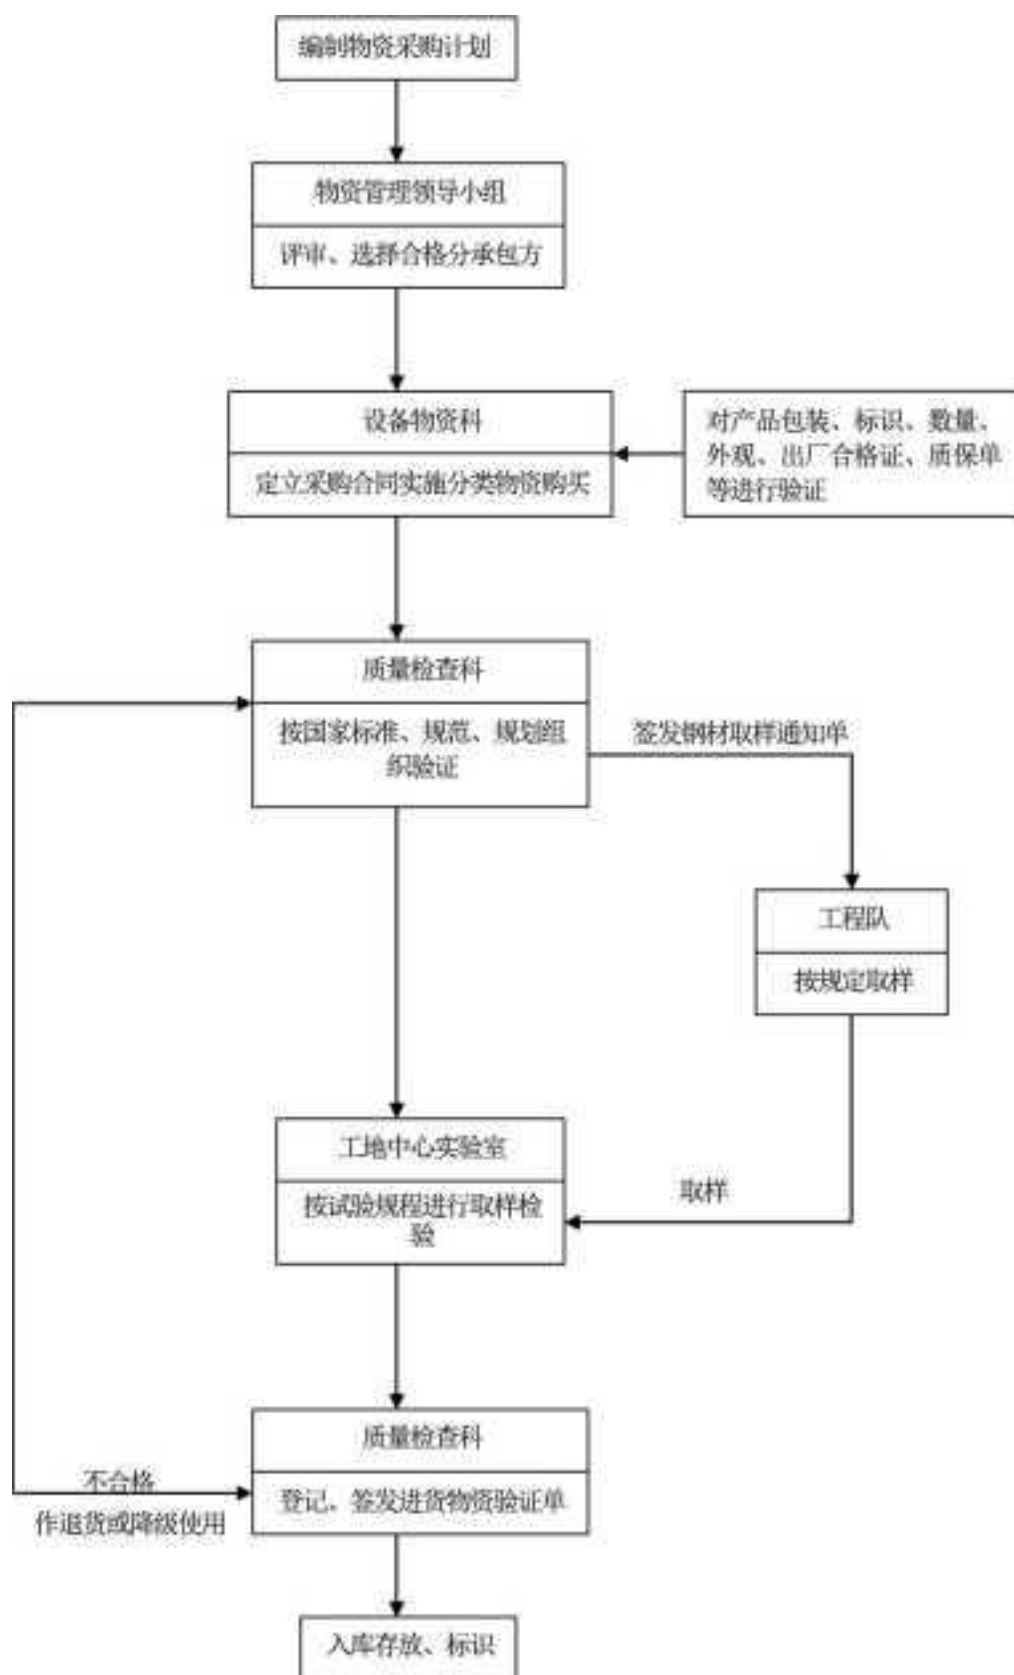 编制物资采购计划
物资管理领导小组
评审、选择合格分承包方
设备物资科
定立采购合同实施分类物资购买
对产品包装、标识、数量、
外观、出厂合格证、质保单
等进行验证
质量检查科
按国家标准、规范、规划组
织验证
签发钢材取样通知单
工程队
按规定取样
取样
工地中心实验室
按试验规程进行取样检
验
质量检查科
登记、签发进货物资验证单
不合格
作退货或降级使用
入库存放、标识